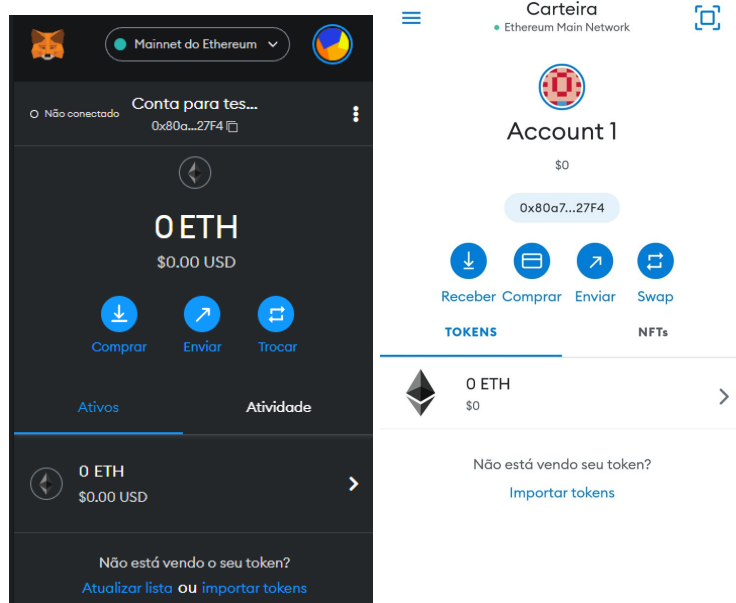 Mainnet do Ethereum
Não conectado
Conta para tes...
0x80a...27F4
0 ETH
$0.00 USD
Comprar Enviar Trocar
Ativos Atividade
0 ETH
$0.00 USD
Não está vendo o seu token?
Atualizar lista ou importar tokens
Carteira
Ethereum Main Network
Account 1
$0
0x80a7...27F4
Receber Comprar Enviar Swap
TOKENS NFTs
0 ETH
$0
Não está vendo seu token?
Importar tokens